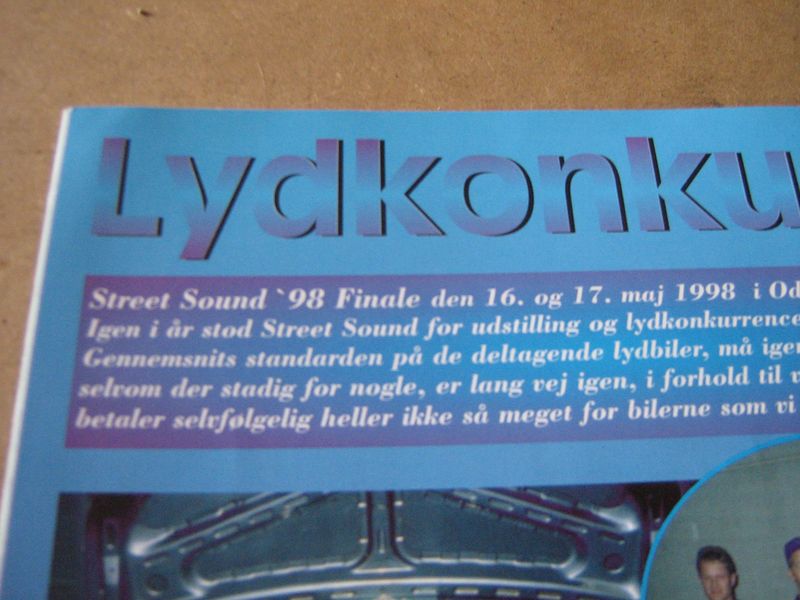 Lydkonku
Street Sound `98 Finale den 16. og 17. maj 1998 i Od
Igen i år stod Street Sound for udstilling og lydkonkurrence
Gennemsnits standarden på de deltagende lydbiler, må igen
selvom der stadig for nogle, er lang vej igen, i forhold til v
betaler selvfølgelig heller ikke så meget for bilerne som vi